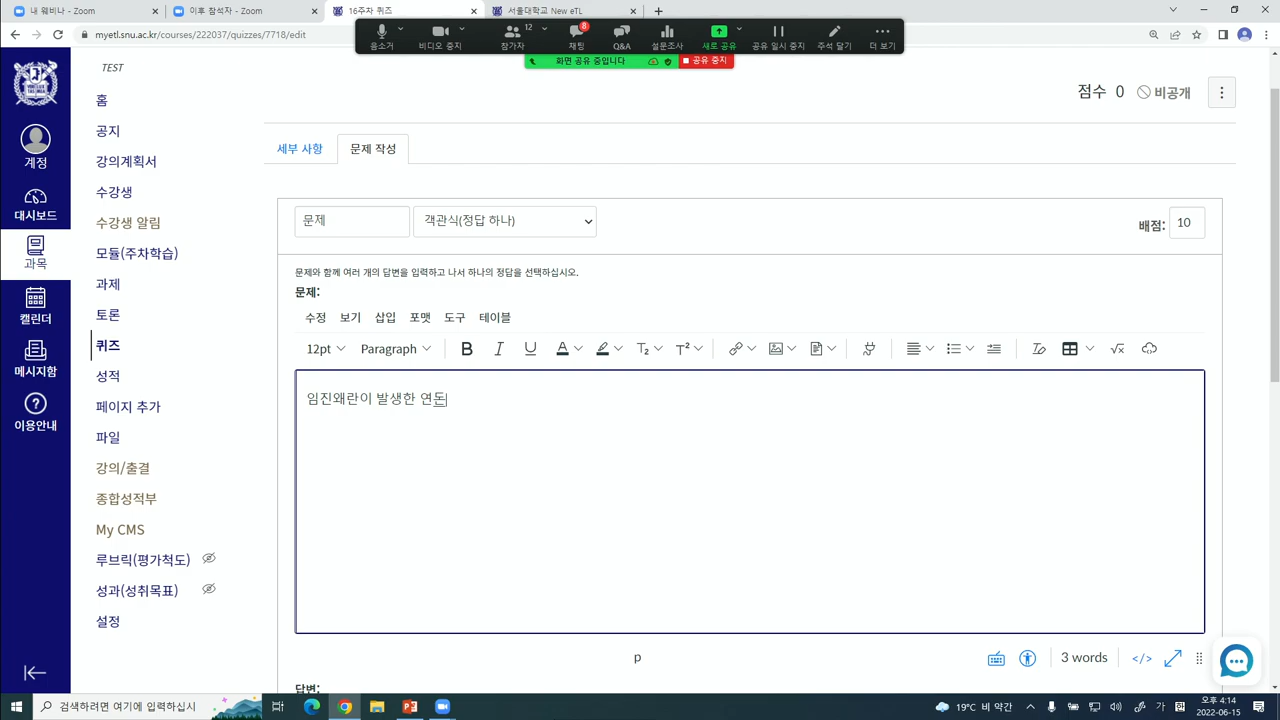 내 웨비나 - Zoom
이후 참석자 - Zoom
16주차 퀴즈
서울대학교 New eTL
myetl.snu.ac.kr/courses/222037/quizzes/7718/edit
음소거
비디오 중지
12
참가자
8
채팅
Q&A
설문조사
새로 공유
공유 일시 중지
주석 달기
더 보기
화면 공유 중입니다
공유 중지
TEST
홈
공지
강의계획서
수강생
수강생 알림
모듈(주차학습)
과제
토론
퀴즈
성적
페이지 추가
파일
강의/출결
종합성적부
My CMS
루브릭(평가척도)
성과(성취목표)
설정
계정
대시보드
과목
캘린더
메시지함
이용안내
점수 0 비공개
세부 사항
문제 작성
문제
객관식(정답 하나)
배점: 10
문제와 함께 여러 개의 답변을 입력하고 나서 하나의 정답을 선택하십시오.
문제:
수정 보기 삽입 포맷 도구 테이블
12pt Paragraph B I U A T₂ T² √x
임진왜란이 발생한 연돈
p
3 words
</>
답변:
검색하려면 여기에 입력하십시
19°C 비 약간
가
오후 4:14
2022-06-15